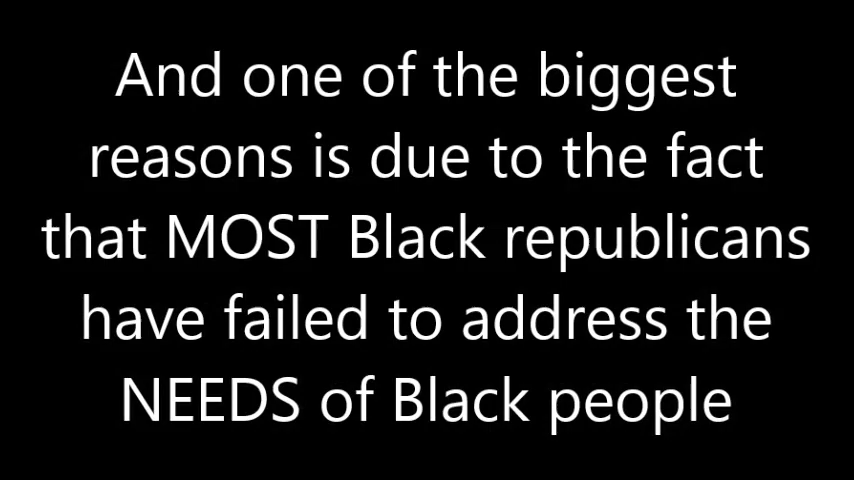 And one of the biggest
reasons is due to the fact
that MOST Black republicans
have failed to address the
NEEDS of Black people